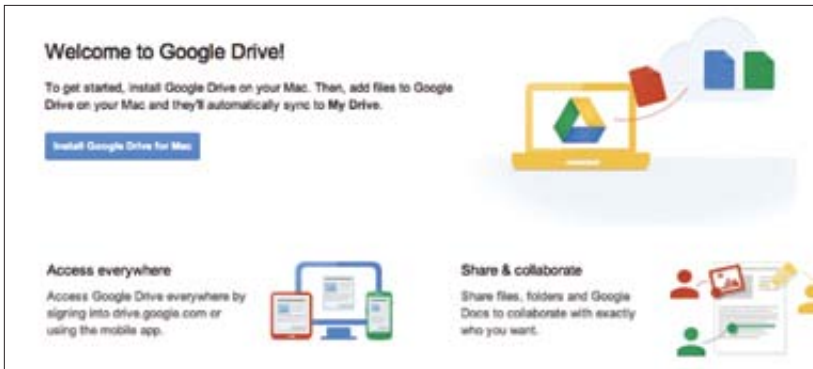 Welcome to Google Drive!
To get started, install Google Drive on your Mac. Then, add files to Google
Drive on your Mac and they'll automatically sync to My Drive.
Install Google Drive for Mac
Access everywhere
Access Google Drive everywhere by
signing into drive.google.com or
using the mobile app.
Share & collaborate
Share files, folders and Google
Docs to collaborate with exactly
who you want.